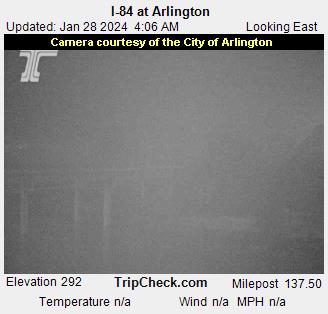 I-84 at Arlington
Updated: Jan 28 2024 4:06 AM Looking East
Camera courtesy of the City of Arlington
Elevation 292 TripCheck.com Milepost 137.50
Temperature n/a Wind n/a MPH n/a